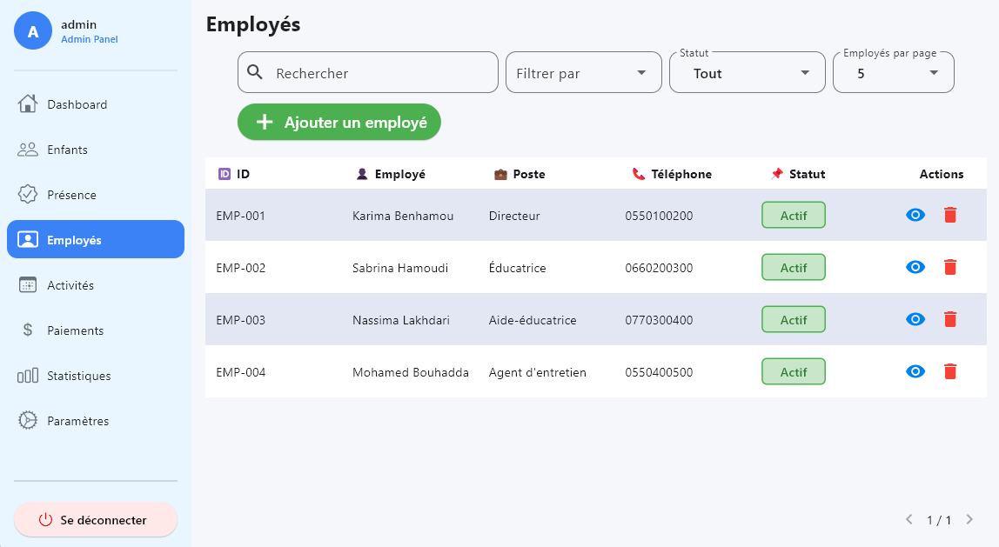 A
admin
Admin Panel
Dashboard
Enfants
Présence
Employés
Activités
Paiements
Statistiques
Paramètres
Se déconnecter
Employés
Rechercher
Filtrer par
Statut
Tout
Employés par page
5
Ajouter un employé
ID ID Employé Poste Téléphone Statut Actions
EMP-001 Karima Benhamou Directeur 0550100200 Actif
EMP-002 Sabrina Hamoudi Éducatrice 0660200300 Actif
EMP-003 Nassima Lakhdari Aide-éducatrice 0770300400 Actif
EMP-004 Mohamed Bouhadda Agent d'entretien 0550400500 Actif
1 / 1